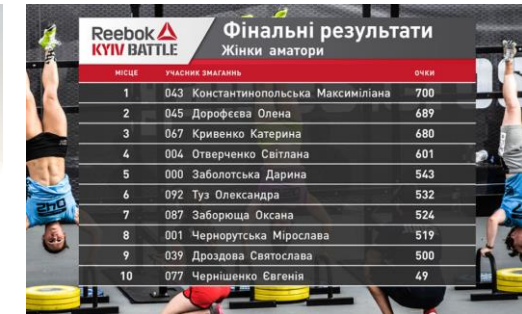 Reebok
KYIV BATTLE
Фінальні результати
Жінки аматори
МІСЦЕ УЧАСНИК ЗМАГАННЬ ОЧКИ
1 043 Константинопольська Максиміліана 700
2 045 Дорофєєва Олена 689
3 067 Кривенко Катерина 680
4 004 Отверченко Світлана 601
5 000 Заболотська Дарина 543
6 092 Туз Олександра 532
7 087 Заборюща Оксана 524
8 001 Чернорутська Мірослава 519
9 039 Дроздова Святослава 500
10 077 Чернішенко Євгенія 49